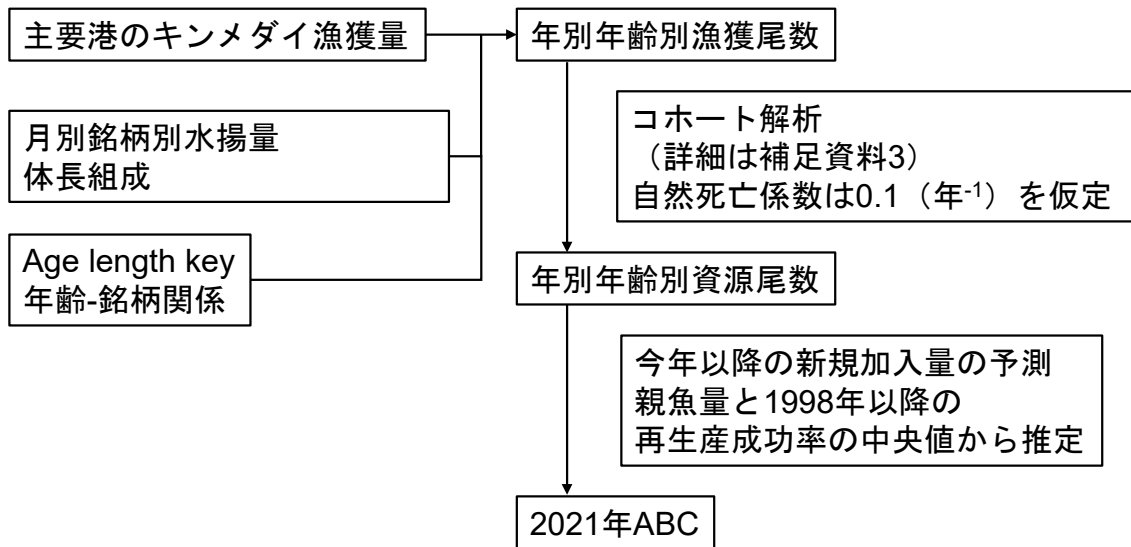 主要港のキンメダイ漁獲量
年別年齢別漁獲尾数
月別銘柄別水揚量
体長組成
コホート解析
（詳細は補足資料3）
自然死亡係数は0.1（年-1）を仮定
Age length key
年齢-銘柄関係
年別年齢別資源尾数
今年以降の新規加入量の予測
親魚量と1998年以降の
再生産成功率の中央値から推定
2021年ABC